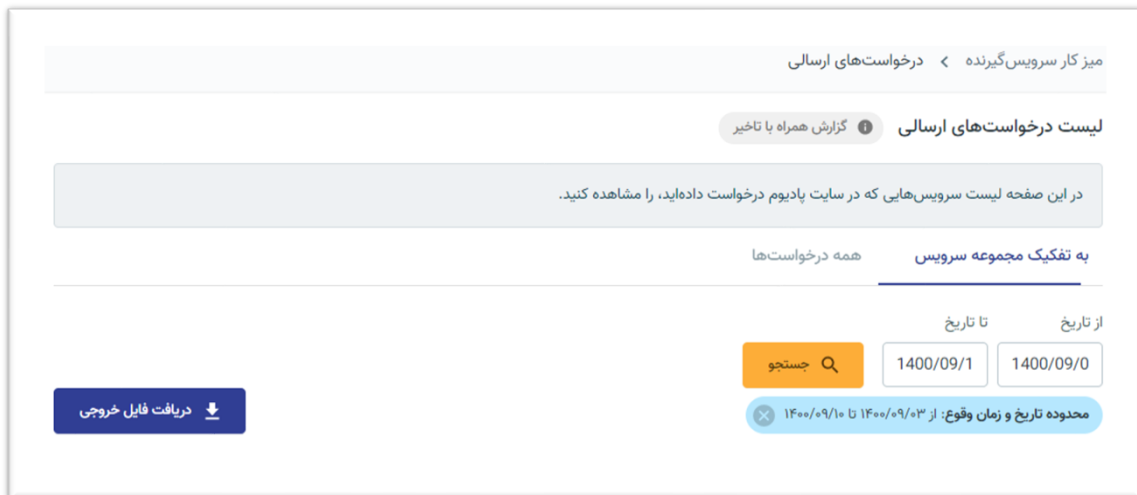 میز کار سرویس‌گیرنده > درخواست‌های ارسالی
لیست درخواست‌های ارسالی گزارش همراه با تاخیر
در این صفحه لیست سرویس‌هایی که در سایت پادیوم درخواست داده‌اید، را مشاهده کنید.
به تفکیک مجموعه سرویس همه درخواست‌ها
از تاریخ تا تاریخ
1400/09/0 1400/09/1 جستجو
محدوده تاریخ و زمان وقوع: از ۱۴۰۰/۰۹/۰۳ تا ۱۴۰۰/۰۹/۱۰
دریافت فایل خروجی